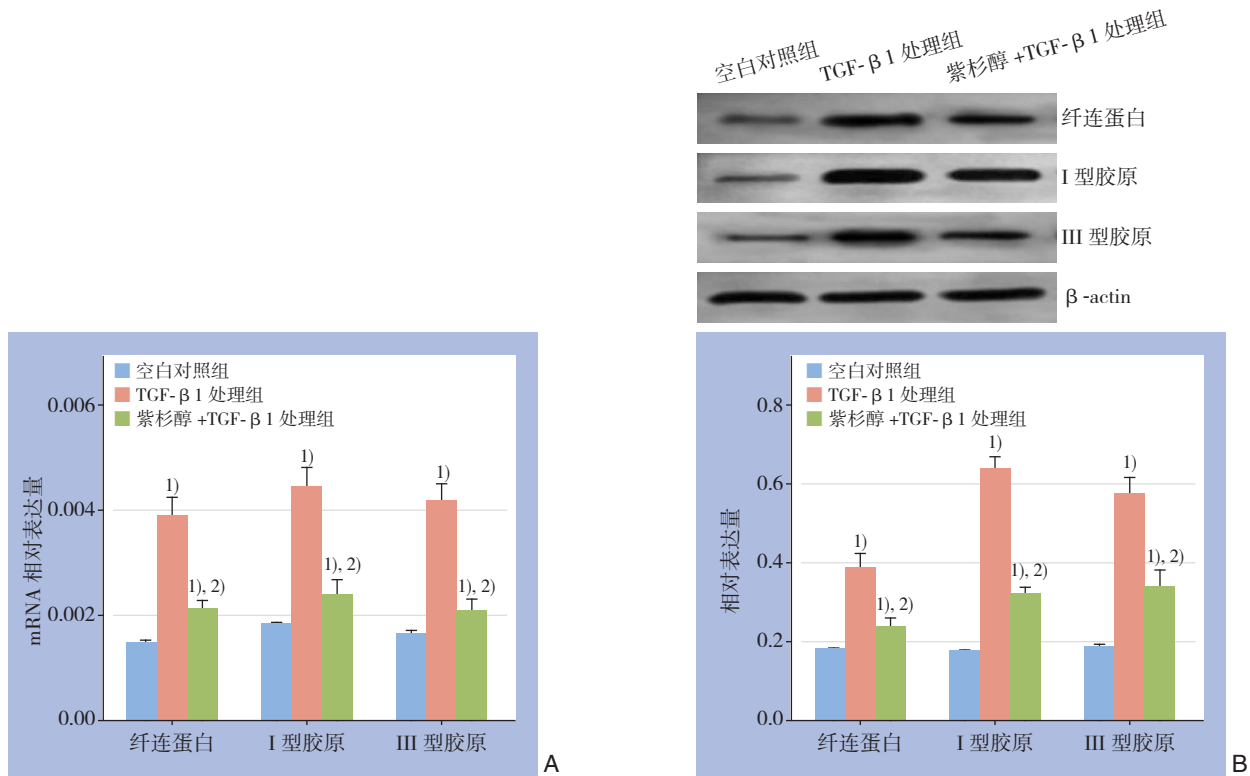 空白对照组
TGF-β1 处理组
紫杉醇 +TGF-β1 处理组
纤连蛋白
I 型胶原
III 型胶原
β-actin
mRNA 相对表达量
0.006
0.004
0.002
0.00
空白对照组
TGF-β1 处理组
紫杉醇 +TGF-β1 处理组
1)
1), 2)
1)
1), 2)
1)
1), 2)
纤连蛋白
I 型胶原
III 型胶原
A
相对表达量
0.8
0.6
0.4
0.2
0.0
空白对照组
TGF-β1 处理组
紫杉醇 +TGF-β1 处理组
1)
1), 2)
1)
1), 2)
1)
1), 2)
纤连蛋白
I 型胶原
III 型胶原
B